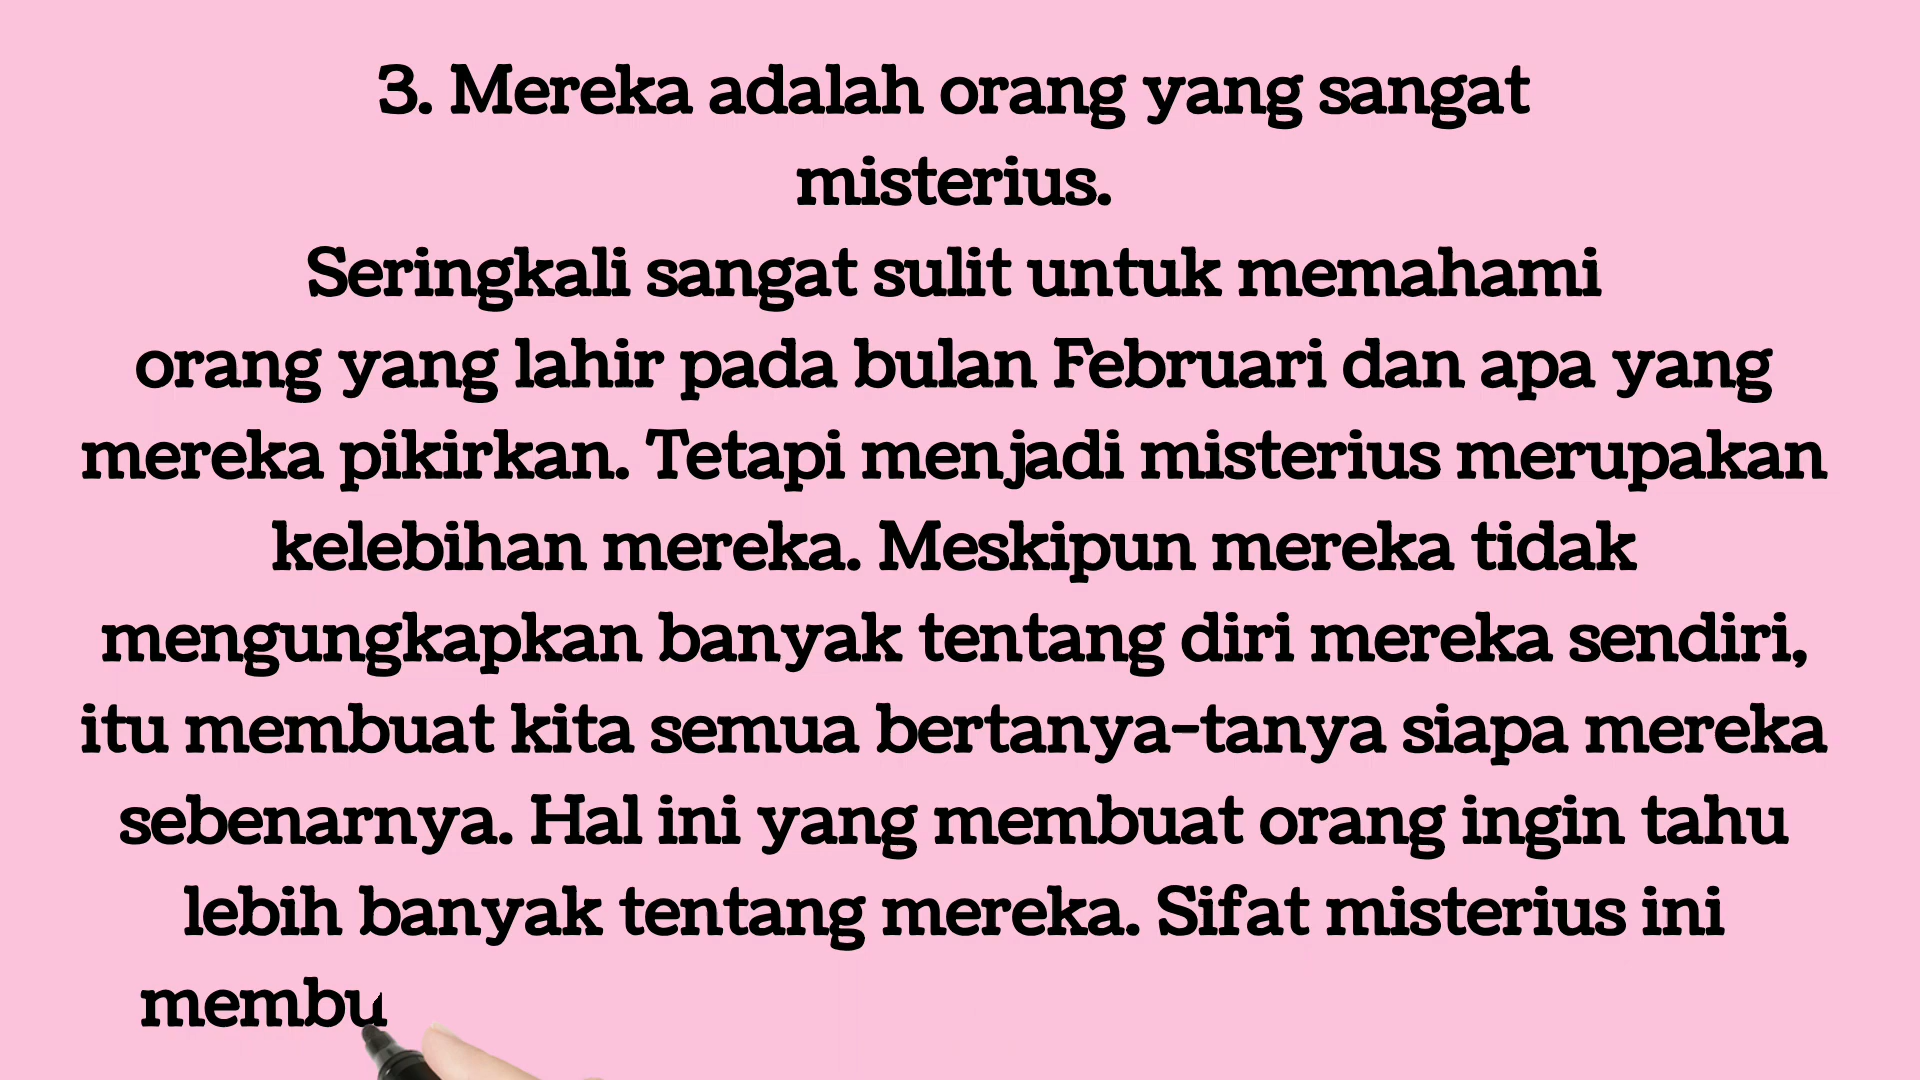 3. Mereka adalah orang yang sangat
misterius.
Seringkali sangat sulit untuk memahami
orang yang lahir pada bulan Februari dan apa yang
mereka pikirkan. Tetapi menjadi misterius merupakan
kelebihan mereka. Meskipun mereka tidak
mengungkapkan banyak tentang diri mereka sendiri,
itu membuat kita semua bertanya-tanya siapa mereka
sebenarnya. Hal ini yang membuat orang ingin tahu
lebih banyak tentang mereka. Sifat misterius ini
membu